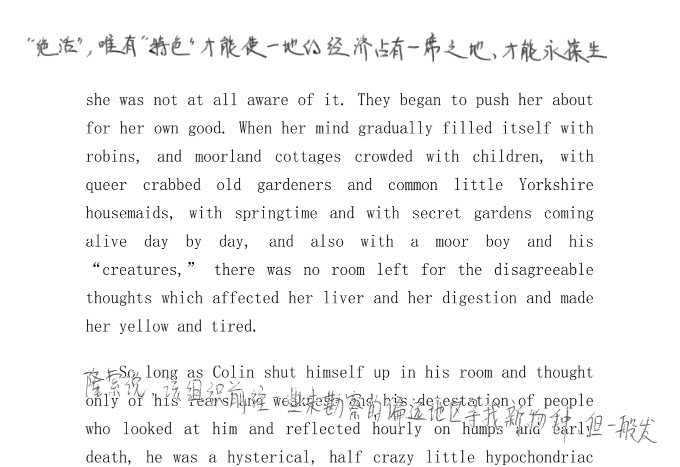 “绝活”,唯有“特色”才能使一地的经济占有一席之地,才能永葆生
she was not at all aware of it. They began to push her about
for her own good. When her mind gradually filled itself with
robins, and moorland cottages crowded with children, with
queer crabbed old gardeners and common little Yorkshire
housemaids, with springtime and with secret gardens coming
alive day by day, and also with a moor boy and his
“creatures,” there was no room left for the disagreeable
thoughts which affected her liver and her digestion and made
her yellow and tired.
So long as Colin shut himself up in his room and thought
隆索说,该组织前往一些未勘察的偏远地区寻找新物种,但一般发
only of his fears and weakness and his detestation of people
who looked at him and reflected hourly on humps and early
death, he was a hysterical, half crazy little hypochondriac